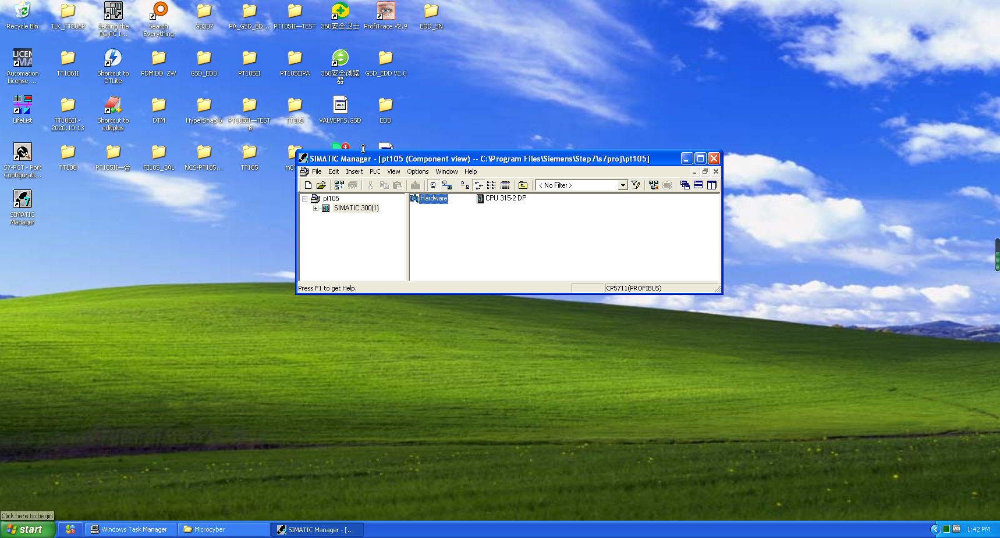 Recycle Bin
TLK_TT306P
Setting the
PG-PC I...
Search
Everything
G0307
PA_GSD_ED...
PT105II—TEST
360安全卫士
ProfiTrace V2.9
EDD_SN
LICEN
MA
Automation
License ...
TT106II
Shortcut to
DTLite
PDM DD_ZW
GSD_EDD
PT105II
PT105IIPA
360安全浏览
器
GSD_EDD V2.0
LifeList
TT106II -
2020.10.13
Shortcut to
editplus
DTM
HyperSnap 6
PT105II—TEST
-B
TT305
VALVEPFS.GSD
EDD
S7-PCT - Port
Configurati...
TT108
PT105II—合
FI105_CAL
NCS-PT105...
TT105
4
SIMATIC
Manager
SIMATIC Manager - [pt105 (Component view) -- C:\Program Files\Siemens\Step7\s7proj\pt105]
File Edit Insert PLC View Options Window Help
< No Filter >
pt105
SIMATIC 300(1)
Hardware
CPU 315-2 DP
Press F1 to get Help.
CP5711(PROFIBUS)
Click here to begin
start
Windows Task Manager
Microcyber
SIMATIC Manager - [...
1:42 PM